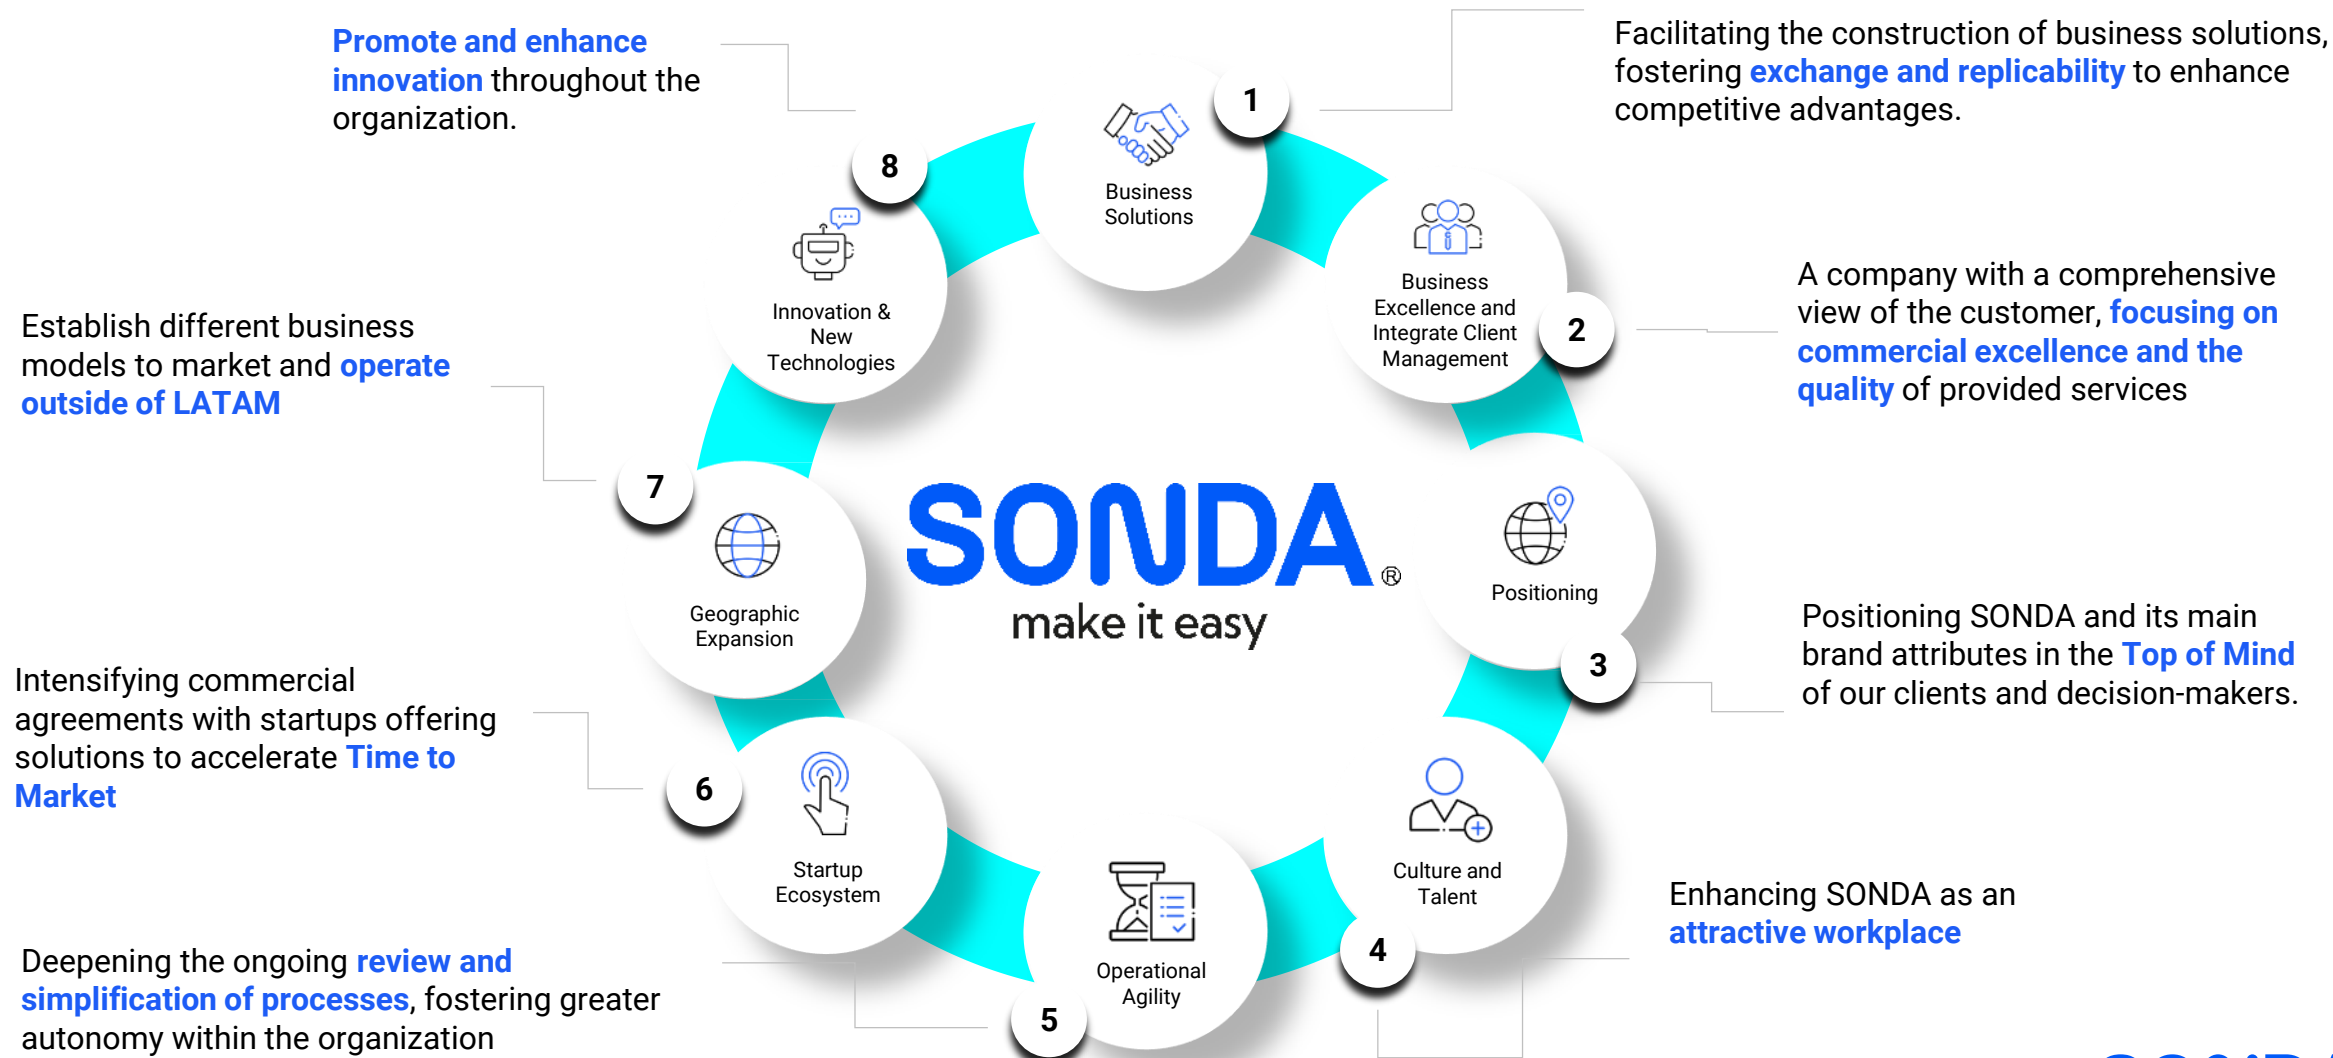 Promote and enhance
innovation throughout the
organization.
Facilitating the construction of business solutions,
fostering exchange and replicability to enhance
competitive advantages.
1
Business
Solutions
8
Innovation &
New
Technologies
Business
Excellence and
Integrate Client
Management
2
A company with a comprehensive
view of the customer, focusing on
commercial excellence and the
quality of provided services
Establish different business
models to market and operate
outside of LATAM
7
Geographic
Expansion
SONDA®
make it easy
Positioning
3
Positioning SONDA and its main
brand attributes in the Top of Mind
of our clients and decision-makers.
Intensifying commercial
agreements with startups offering
solutions to accelerate Time to
Market
6
Startup
Ecosystem
Culture and
Talent
4
Enhancing SONDA as an
attractive workplace
Operational
Agility
5
Deepening the ongoing review and
simplification of processes, fostering greater
autonomy within the organization